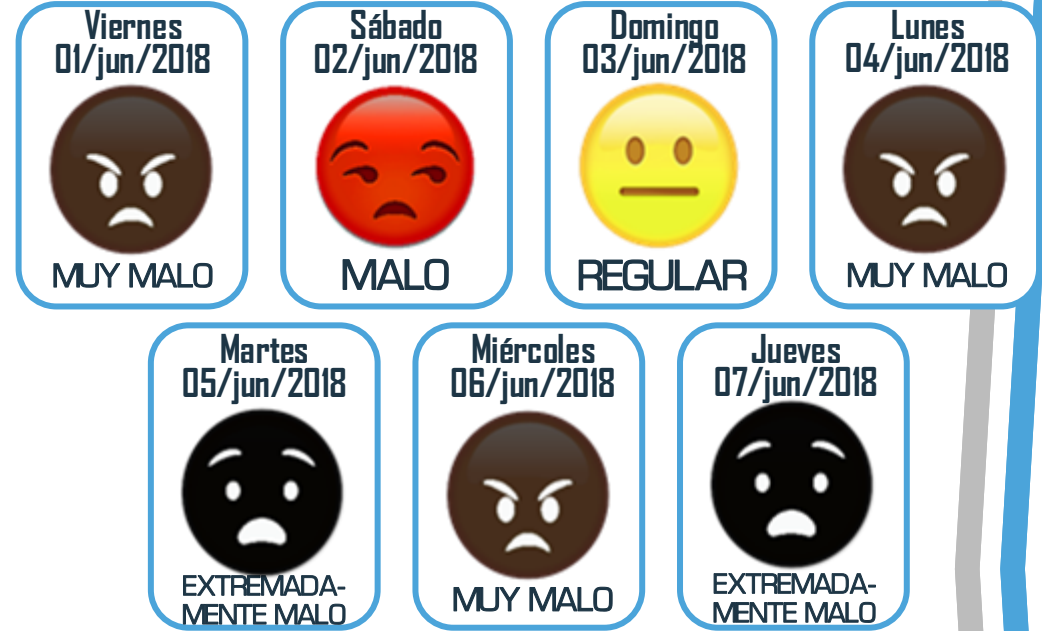 Viernes
01/jun/2018
MUY MALO
Sábado
02/jun/2018
MALO
Domingo
03/jun/2018
REGULAR
Lunes
04/jun/2018
MUY MALO
Martes
05/jun/2018
EXTREMADA-
MENTE MALO
Miércoles
06/jun/2018
MUY MALO
Jueves
07/jun/2018
EXTREMADA-
MENTE MALO